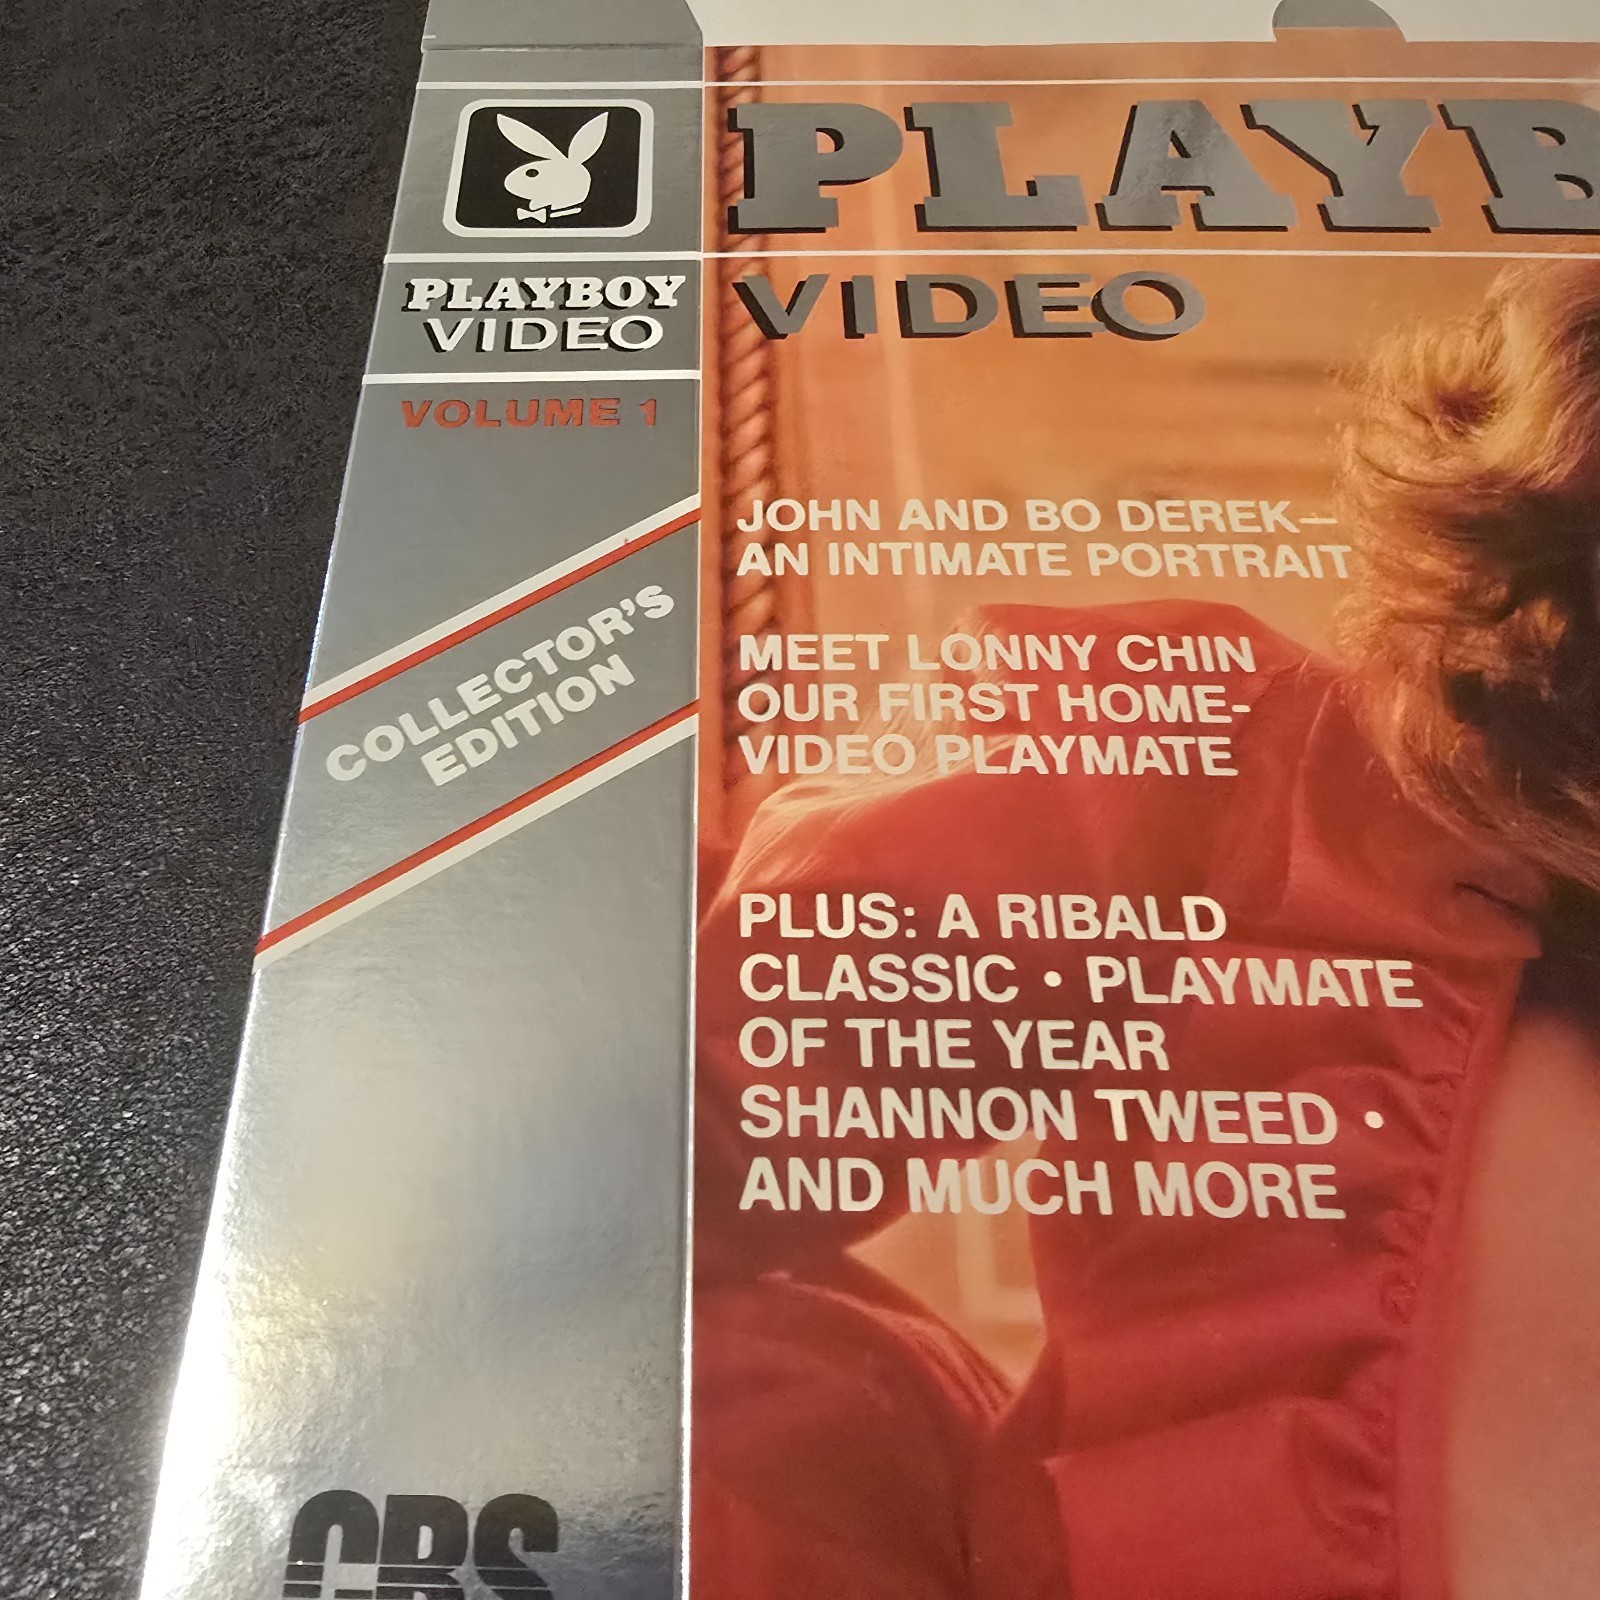 PLAYBOY
VIDEO
VOLUME 1
COLLECTOR'S
EDITION
CBS
PLAYB
VIDEO
JOHN AND BO DEREK—
AN INTIMATE PORTRAIT
MEET LONNY CHIN
OUR FIRST HOME-
VIDEO PLAYMATE
PLUS: A RIBALD
CLASSIC • PLAYMATE
OF THE YEAR
SHANNON TWEED •
AND MUCH MORE